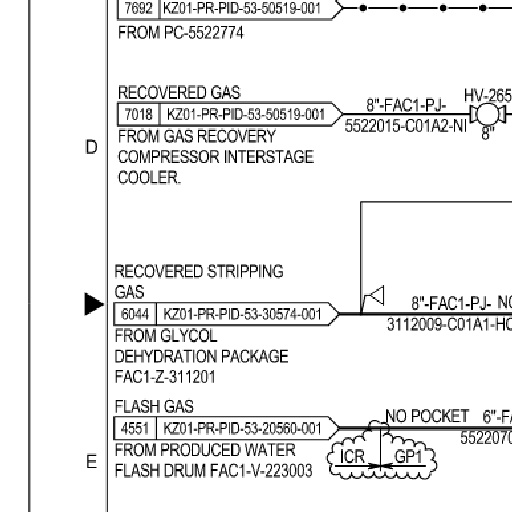 7692 KZ01-PR-PID-53-50519-001
FROM PC-5522774
RECOVERED GAS
7018 KZ01-PR-PID-53-50519-001
FROM GAS RECOVERY
COMPRESSOR INTERSTAGE
COOLER.
8"-FAC1-PJ-
5522015-C01A2-NI
HV-265
8"
D
RECOVERED STRIPPING
GAS
6044 KZ01-PR-PID-53-30574-001
FROM GLYCOL
DEHYDRATION PACKAGE
FAC1-Z-311201
8"-FAC1-PJ- NO
3112009-C01A1-HC
FLASH GAS
4551 KZ01-PR-PID-53-20560-001
FROM PRODUCED WATER
FLASH DRUM FAC1-V-223003
NO POCKET 6"-FA
5522070
ICR GP1
E